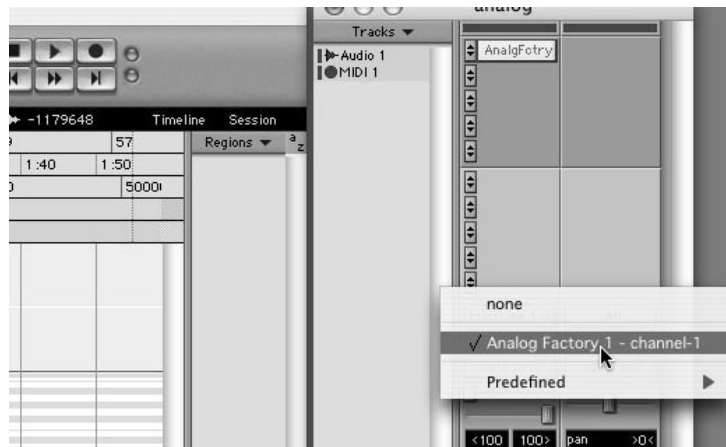 analog
Tracks
Audio 1
MIDI 1
AnalgFctry
-1179648 Timeline Session
57
Regions a z
1:40 1:50
5000
none
✓ Analog Factory 1 - channel-1
Predefined
<100 100> pan >0<